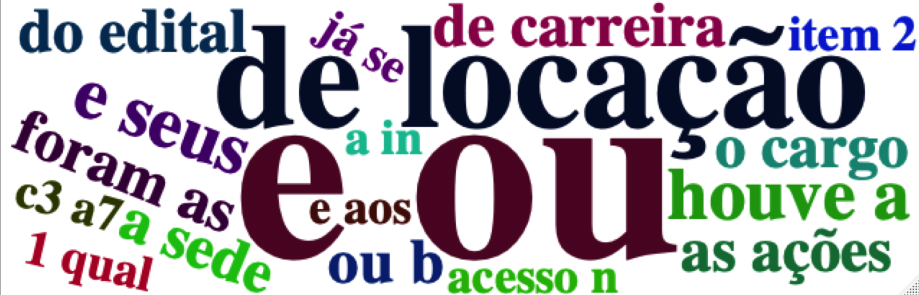 do edital
já se
de carreira
item 2
de locação
e seus
a in
o cargo
foram as
e ou
houve a
c3 a7
a sede
e aos
1 qual
ou b
acesso n
as ações